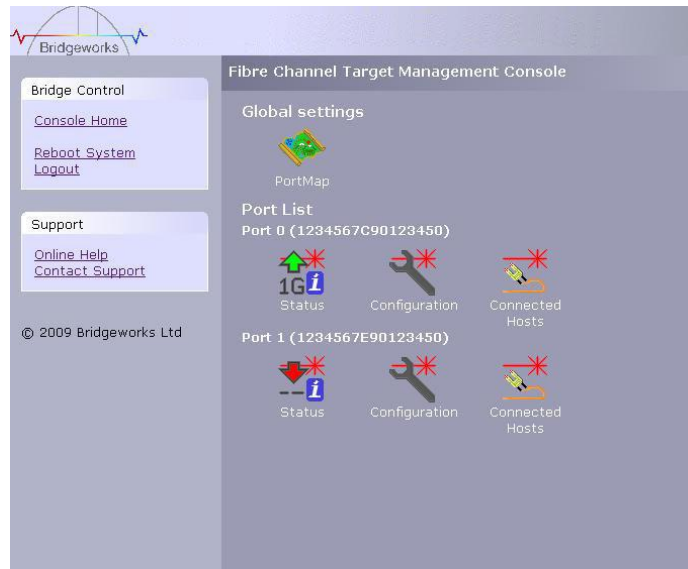 Bridgeworks
Fibre Channel Target Management Console
Bridge Control
Console Home
Reboot System
Logout
Support
Online Help
Contact Support
© 2009 Bridgeworks Ltd
Global settings
PortMap
Port List
Port 0 (1234567C90123450)
1G i
Status
Configuration
Connected
Hosts
Port 1 (1234567E90123450)
-- i
Status
Configuration
Connected
Hosts